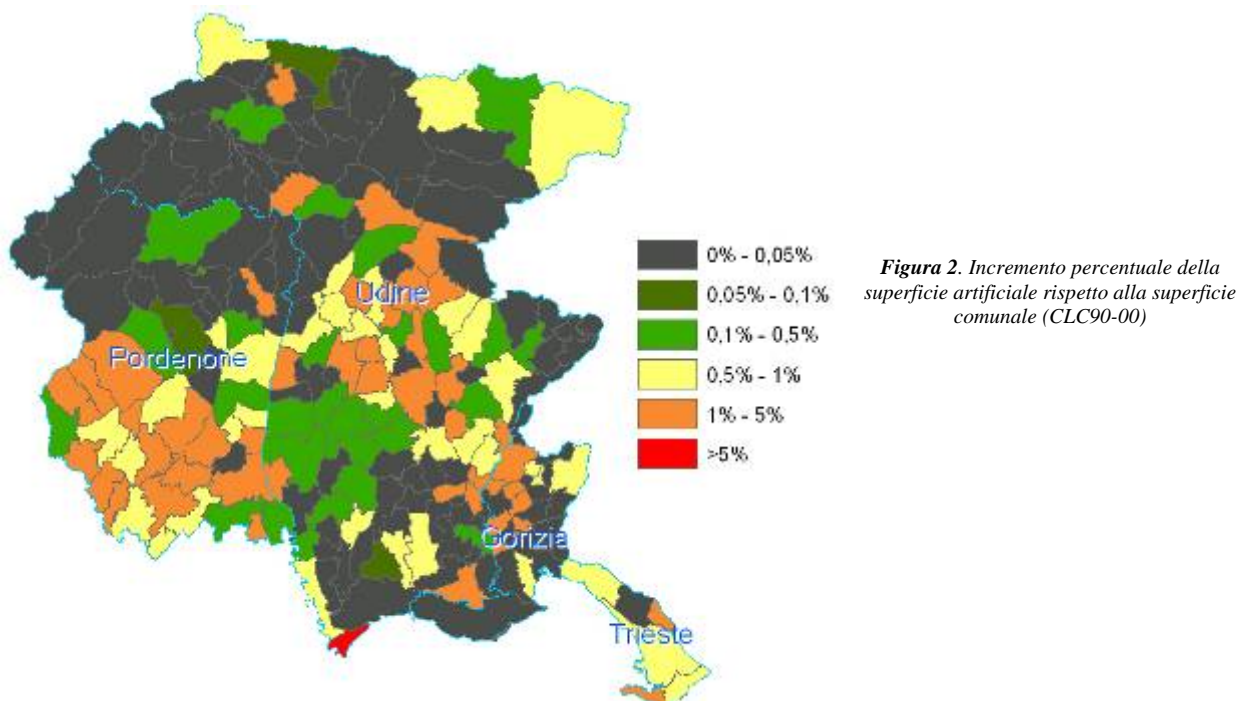 Udine
Pordenone
Gorizia
Trieste
0% - 0,05%
0.05% - 0.1%
0,1% - 0,5%
0.5% - 1%
1% - 5%
>5%
Figura 2. Incremento percentuale della
superficie artificiale rispetto alla superficie
comunale (CLC90-00)